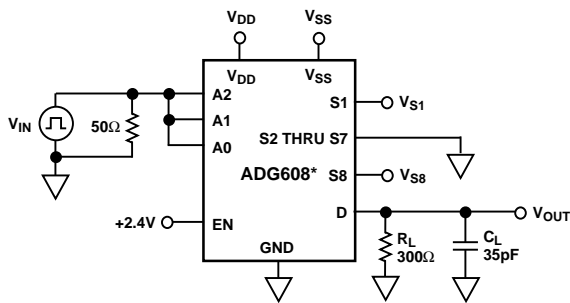 VDD
VSS
VDD
VSS
A2
S1
VS1
VIN
50Ω
A1
S2 THRU S7
A0
ADG608*
S8
VS8
D
VOUT
+2.4V
EN
RL
300Ω
CL
35pF
GND